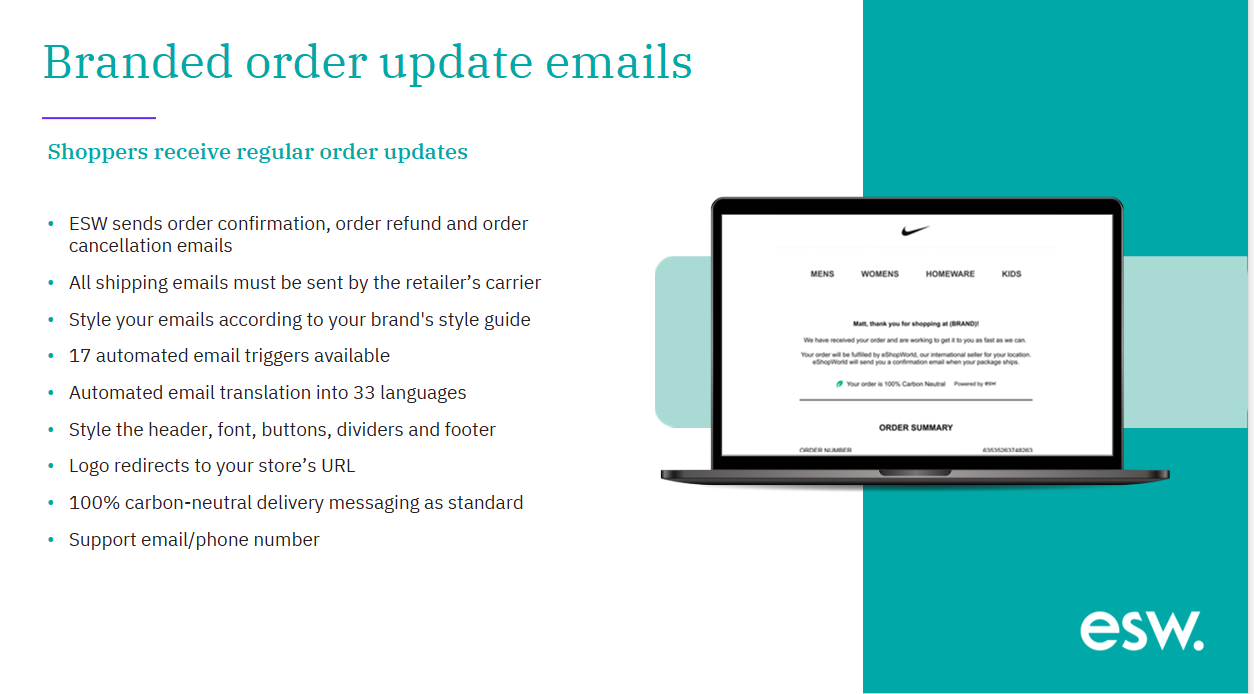 Branded order update emails
Shoppers receive regular order updates
• ESW sends order confirmation, order refund and order
cancellation emails
• All shipping emails must be sent by the retailer’s carrier
• Style your emails according to your brand's style guide
• 17 automated email triggers available
• Automated email translation into 33 languages
• Style the header, font, buttons, dividers and footer
• Logo redirects to your store’s URL
• 100% carbon-neutral delivery messaging as standard
• Support email/phone number
MENS WOMENS HOMEWARE KIDS
Matt, thank you for shopping at (BRAND)!
We have received your order and are working to get it to you as fast as we can.
Your order will be fulfilled by eShopWorld, our international seller for your location.
eShopWorld will send you a confirmation email when your package ships.
Your order is 100% Carbon Neutral Powered by esw
ORDER SUMMARY
ORDER NUMBER 63535263748263
esw.